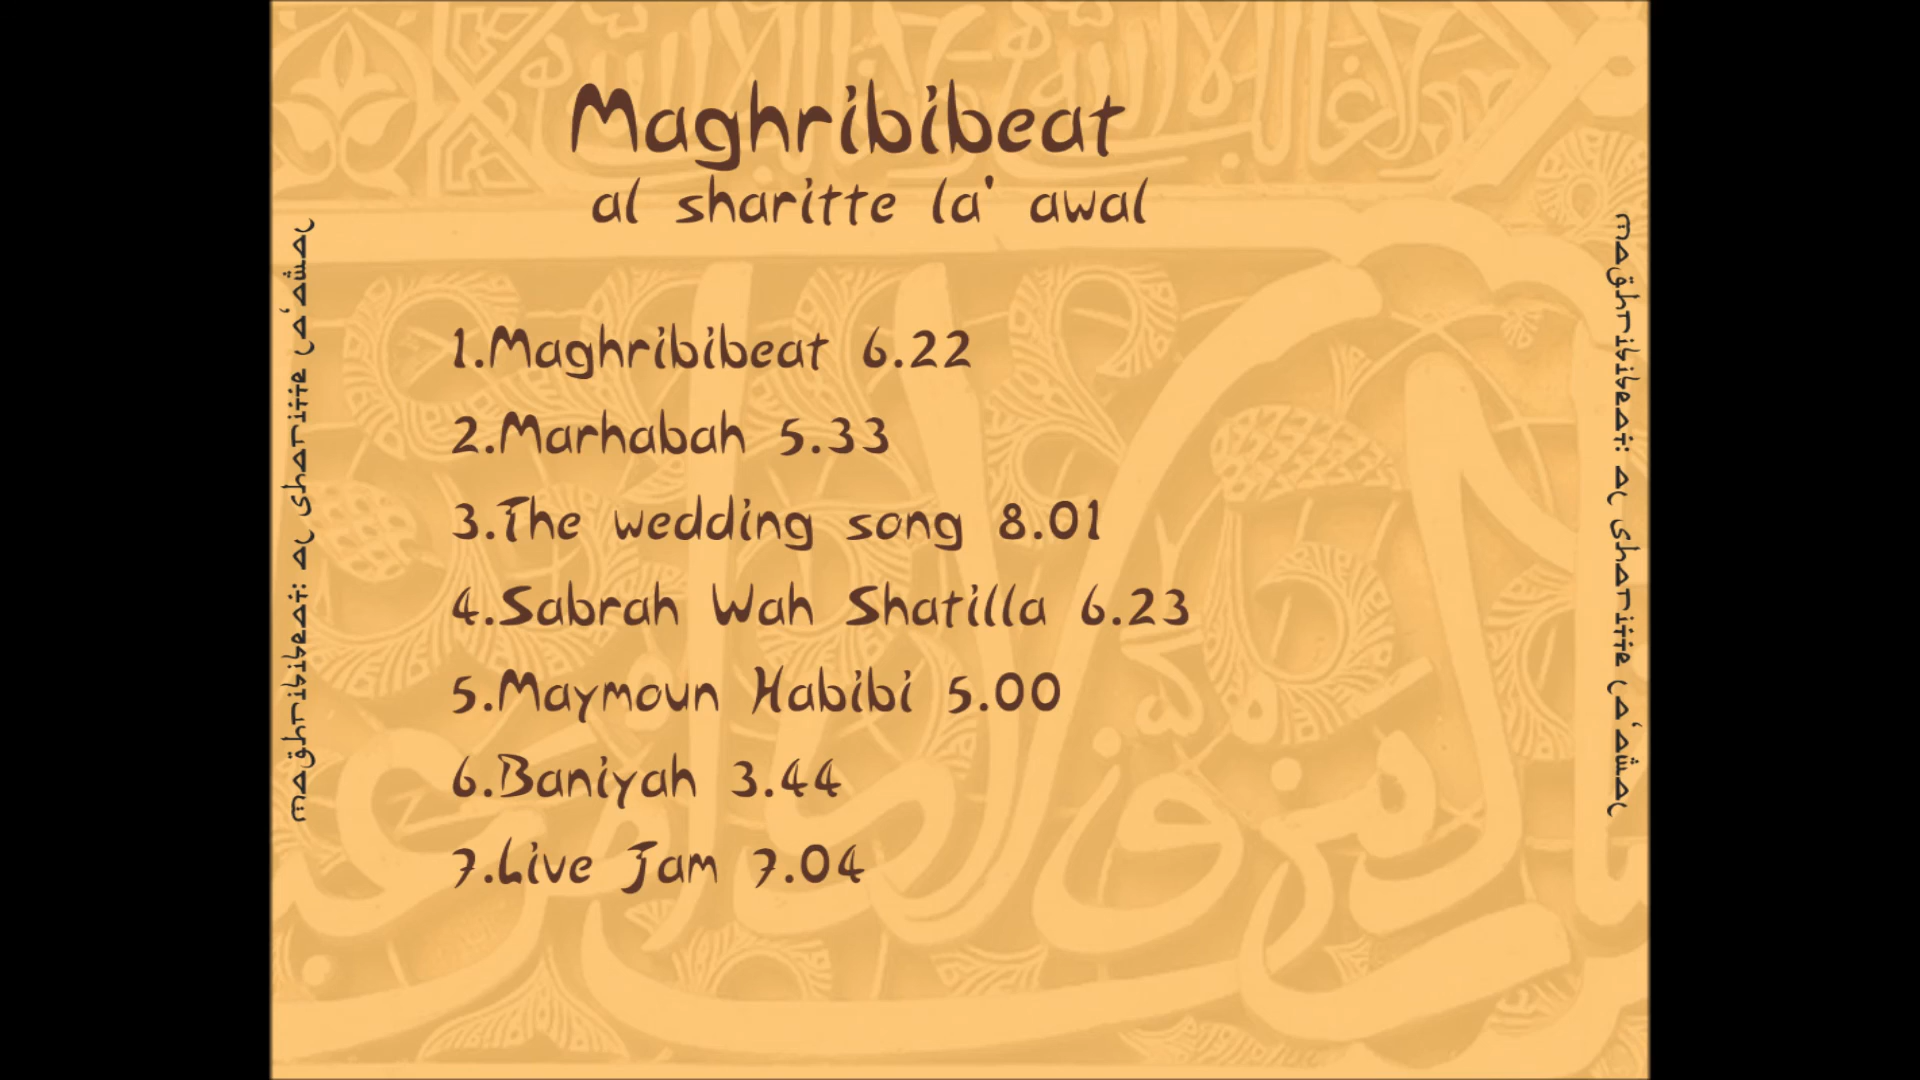 Maghribibeat
al sharitte la' awal
1.Maghribibeat 6.22
2.Marhabah 5.33
3.The wedding song 8.01
4.Sabrah Wah Shatilla 6.23
5.Maymoun Habibi 5.00
6.Baniyah 3.44
7.Live Jam 7.04
maghribibeat: al sharitte la'awal
maghribibeat: al sharitte la'awal